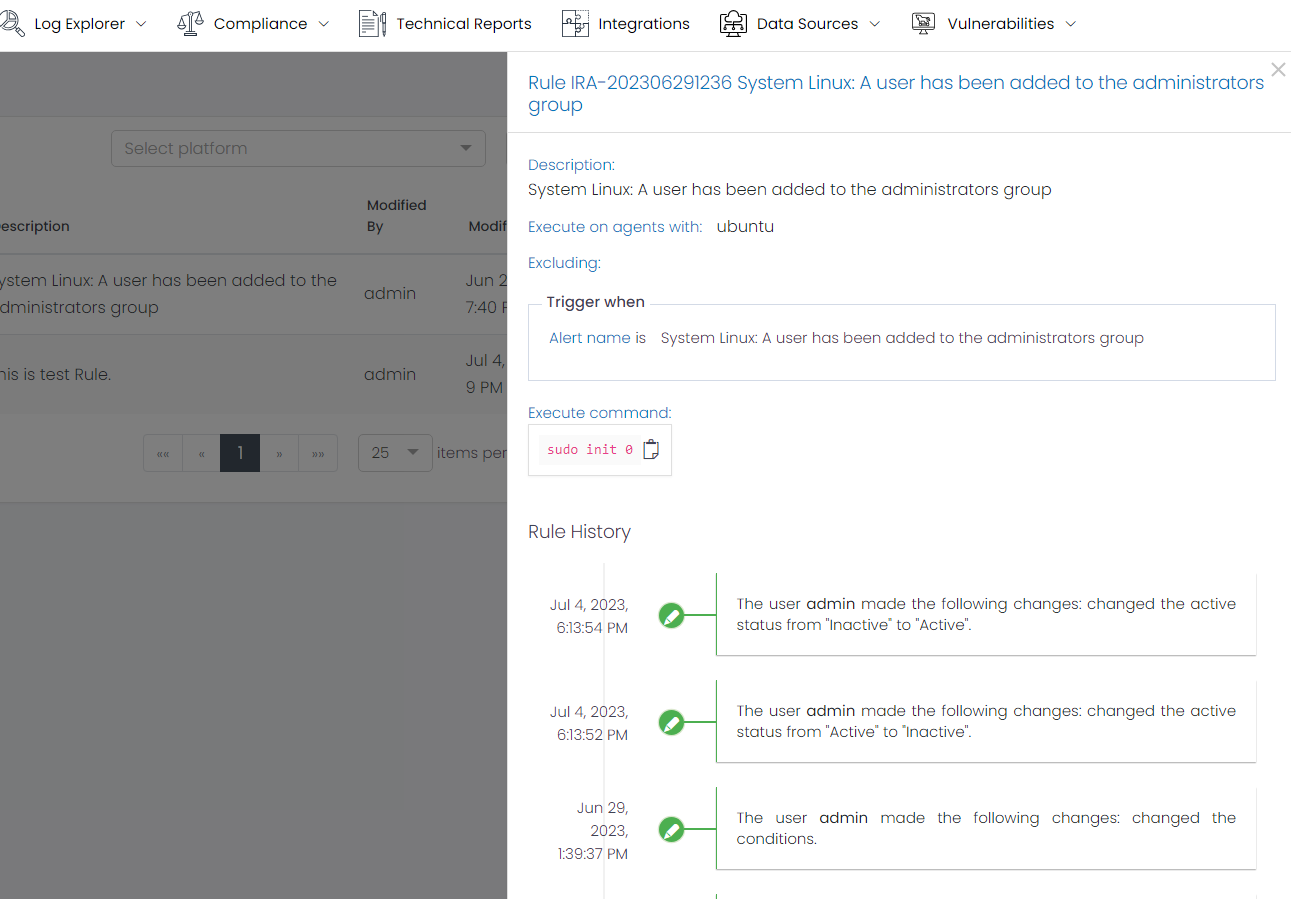 Log Explorer Compliance Technical Reports Integrations Data Sources Vulnerabilities
Select platform
escription
Modified
By
Modif
ystem Linux: A user has been added to the
dministrators group
admin
Jun 2
7:40 P
his is test Rule.
admin
Jul 4,
9 PM
«« « 1 » »» 25 items per
Rule IRA-202306291236 System Linux: A user has been added to the administrators
group
Description:
System Linux: A user has been added to the administrators group
Execute on agents with: ubuntu
Excluding:
Trigger when
Alert name is System Linux: A user has been added to the administrators group
Execute command:
sudo init 0
Rule History
Jul 4, 2023,
6:13:54 PM
The user admin made the following changes: changed the active
status from "Inactive" to "Active".
Jul 4, 2023,
6:13:52 PM
The user admin made the following changes: changed the active
status from "Active" to "Inactive".
Jun 29,
2023,
1:39:37 PM
The user admin made the following changes: changed the
conditions.